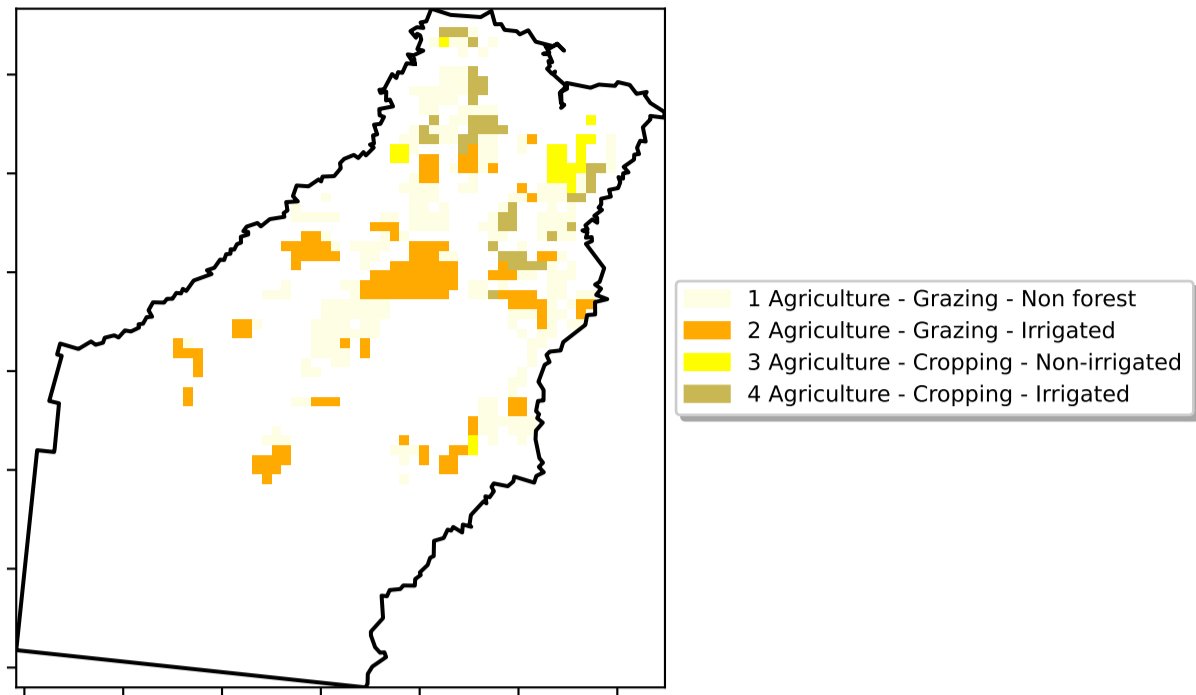 1 Agriculture - Grazing - Non forest
2 Agriculture - Grazing - Irrigated
3 Agriculture - Cropping - Non-irrigated
4 Agriculture - Cropping - Irrigated